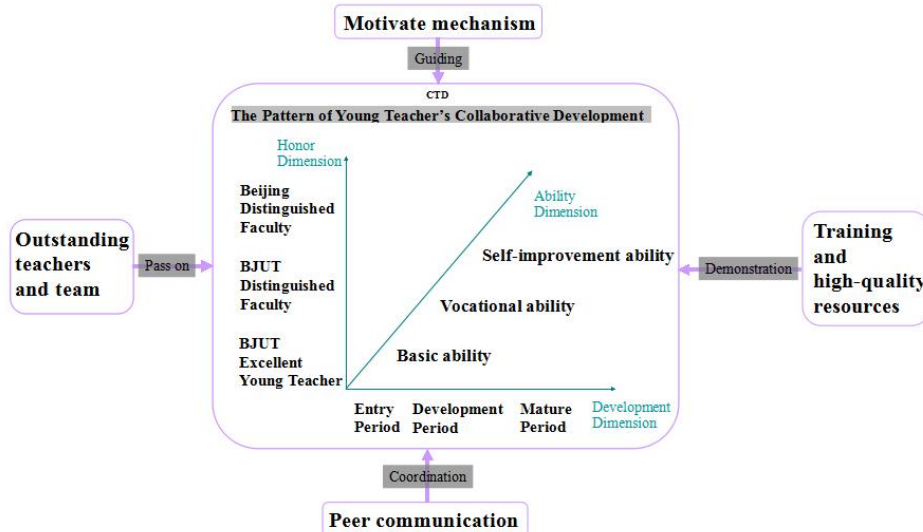 Motivate mechanism
Guiding
CTD
The Pattern of Young Teacher's Collaborative Development
Honor
Dimension
Beijing
Distinguished
Faculty
Ability
Dimension
Outstanding
teachers
and team
Pass on
BJUT
Distinguished
Faculty
Self-improvement ability
Demonstration
Training
and
high-quality
resources
Vocational ability
BJUT
Excellent
Young Teacher
Basic ability
Entry
Period
Development
Period
Mature
Period
Development
Dimension
Coordination
Peer communication